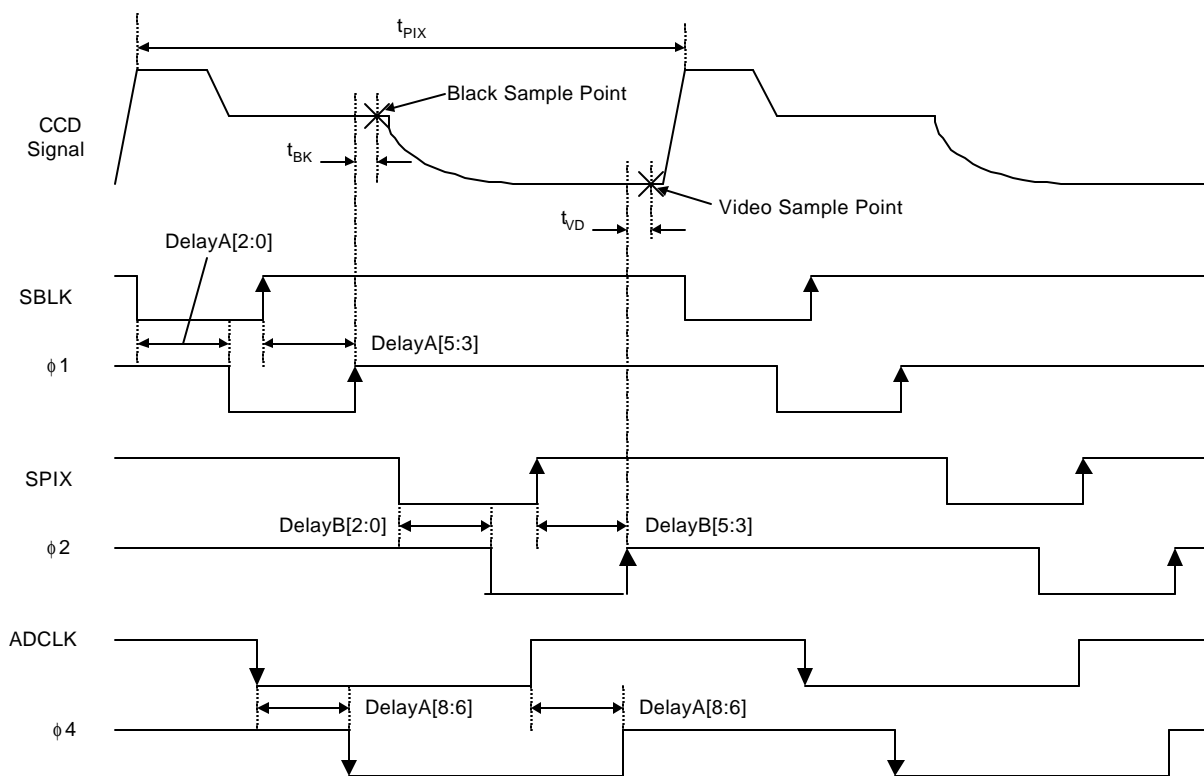 tPIX
Black Sample Point
CCD
Signal
tBK
Video Sample Point
tVD
DelayA[2:0]
SBLK
DelayA[5:3]
ϕ1
SPIX
DelayB[2:0]
DelayB[5:3]
ϕ2
ADCLK
DelayA[8:6]
DelayA[8:6]
ϕ4